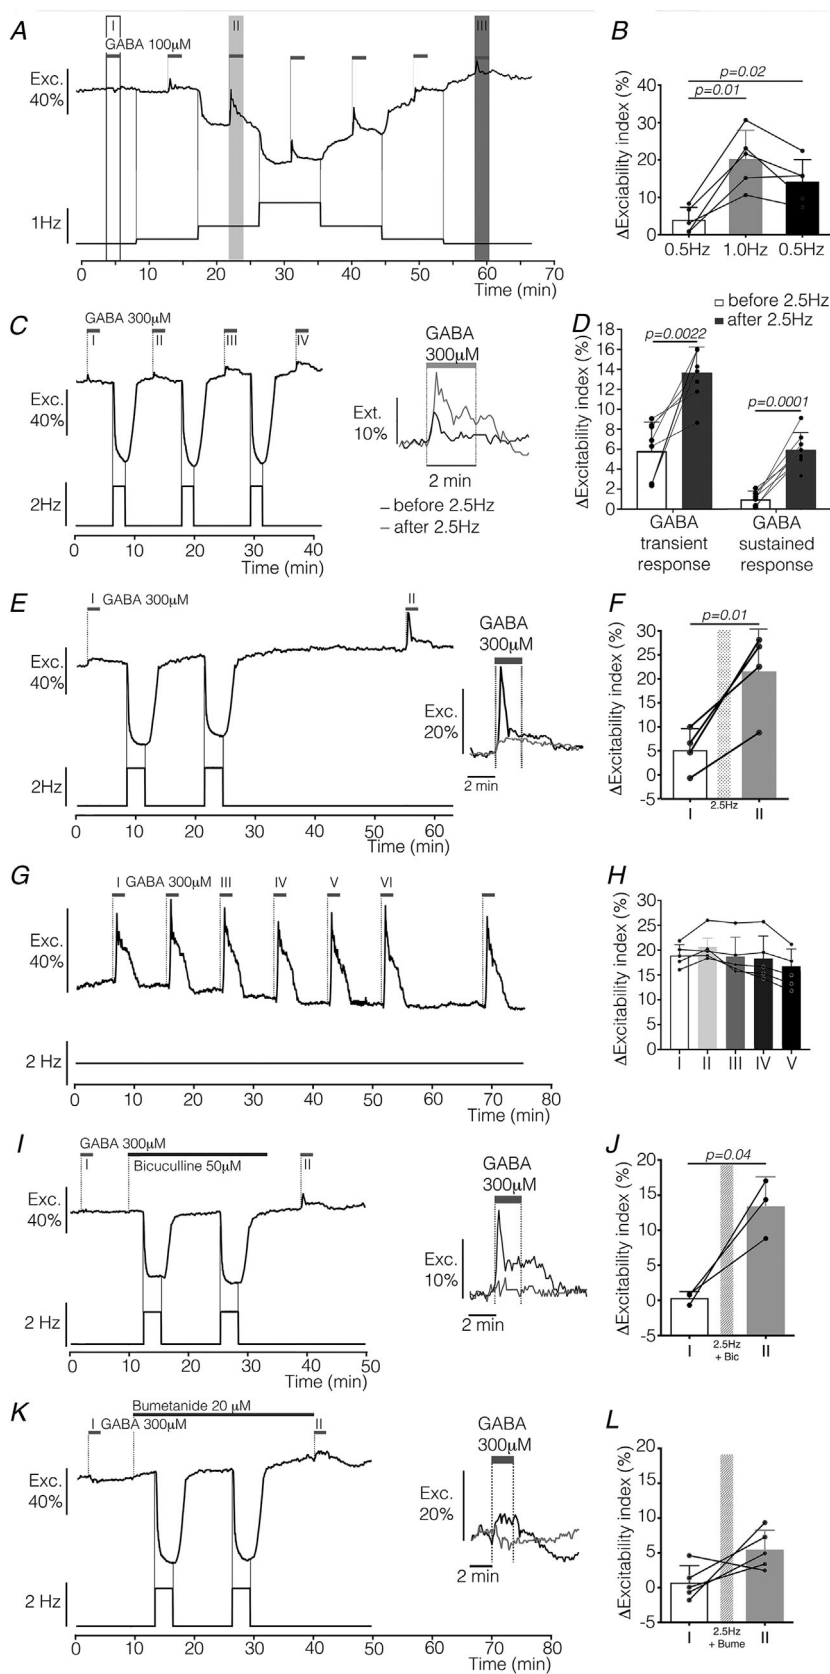 A
I
II
III
GABA 100μM
Exc.
40%
1Hz
0 10 20 30 40 50 60 70
Time (min)
B
ΔExciability index (%)
p=0.02
p=0.01
40
30
20
10
0
0.5Hz 1.0Hz 0.5Hz
C
GABA 300μM
I II III IV
Exc.
40%
2Hz
0 10 20 30 40
Time (min)
GABA
300μM
Ext.
10%
2 min
before 2.5Hz
after 2.5Hz
before 2.5Hz
after 2.5Hz
D
ΔExcitability index (%)
18
16
14
12
10
8
6
4
2
0
p=0.0022
p=0.0001
GABA
transient
response
GABA
sustained
response
E
I GABA 300μM
II
Exc.
40%
2Hz
0 10 20 30 40 50 60
Time (min)
GABA
300μM
Exc.
20%
2 min
F
ΔExcitability index (%)
p=0.01
30
25
20
15
10
5
0
-5
I 2.5Hz II
G
I GABA 300μM III IV V VI
Exc.
40%
2 Hz
0 10 20 30 40 50 60 70 80
Time (min)
H
ΔExcitability index (%)
30
25
20
15
10
5
0
I II III IV V
I
GABA 300μM
I
Bicuculline 50μM
II
Exc.
40%
2 Hz
0 10 20 30 40 50
Time (min)
GABA
300μM
Exc.
10%
2 min
J
ΔExcitability index (%)
p=0.04
20
15
10
5
0
-5
I 2.5Hz II
+ Bic
K
Bumetanide 20 μM
I GABA 300μM
II
Exc.
40%
2 Hz
0 10 20 30 40 50 60 70 80
Time (min)
GABA
300μM
Exc.
20%
2 min
L
ΔExcitability index (%)
20
15
10
5
0
-5
I 2.5Hz II
+ Bume